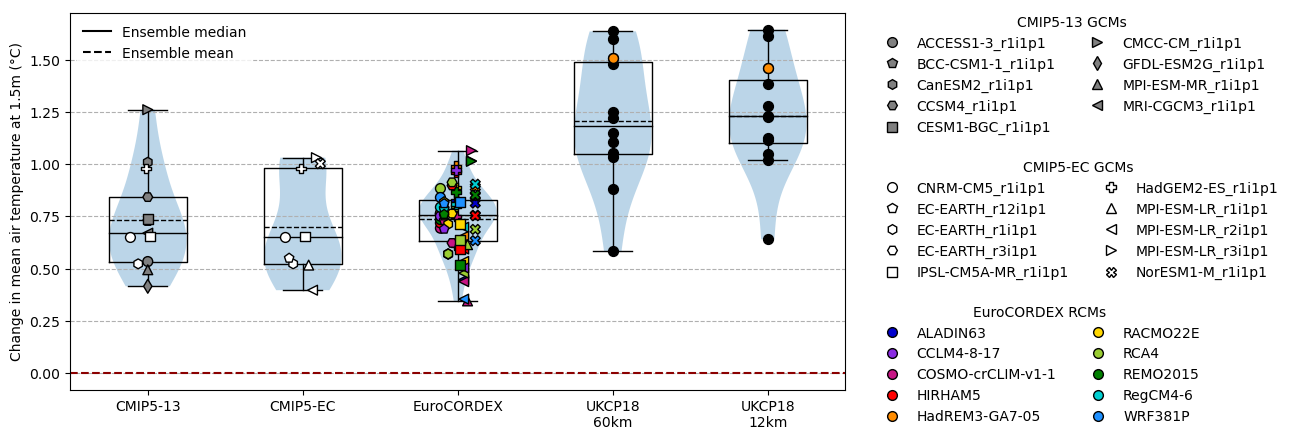 Change in mean air temperature at 1.5m (°C)
1.50
1.25
1.00
0.75
0.50
0.25
0.00
Ensemble median
Ensemble mean
CMIP5-13
CMIP5-EC
EuroCORDEX
UKCP18
60km
UKCP18
12km
CMIP5-13 GCMs
ACCESS1-3_r1i1p1
BCC-CSM1-1_r1i1p1
CanESM2_r1i1p1
CCSM4_r1i1p1
CESM1-BGC_r1i1p1
CMCC-CM_r1i1p1
GFDL-ESM2G_r1i1p1
MPI-ESM-MR_r1i1p1
MRI-CGCM3_r1i1p1
CMIP5-EC GCMs
CNRM-CM5_r1i1p1
EC-EARTH_r12i1p1
EC-EARTH_r1i1p1
EC-EARTH_r3i1p1
IPSL-CM5A-MR_r1i1p1
HadGEM2-ES_r1i1p1
MPI-ESM-LR_r1i1p1
MPI-ESM-LR_r2i1p1
MPI-ESM-LR_r3i1p1
NorESM1-M_r1i1p1
EuroCORDEX RCMs
ALADIN63
CCLM4-8-17
COSMO-crCLIM-v1-1
HIRHAM5
HadREM3-GA7-05
RACMO22E
RCA4
REMO2015
RegCM4-6
WRF381P